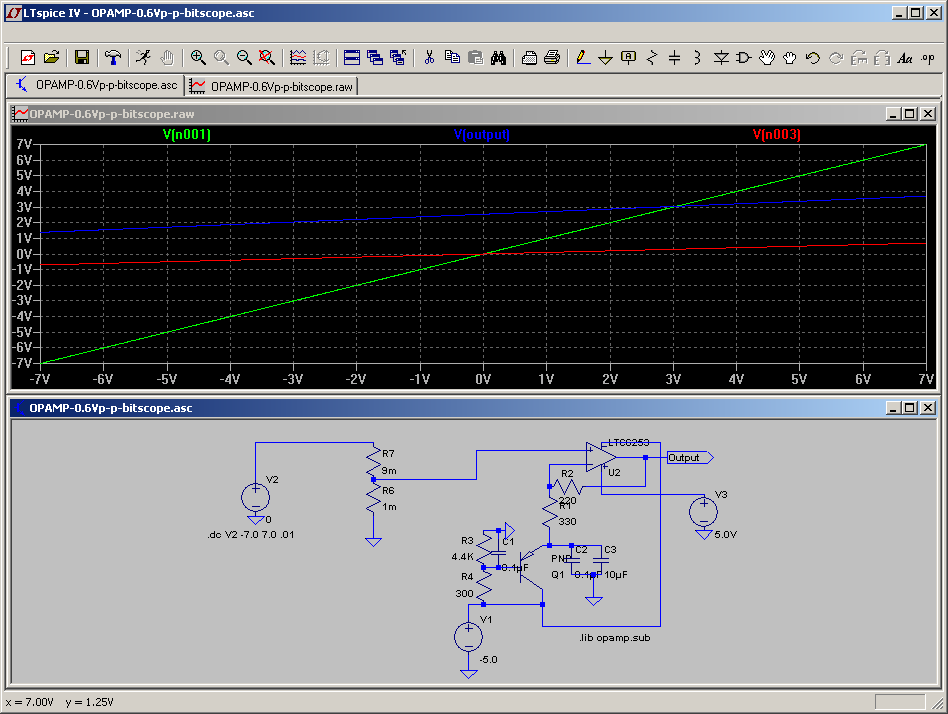 LTspice IV - OPAMP-0.6Vp-p-bitscope.asc
OPAMP-0.6Vp-p-bitscope.asc
OPAMP-0.6Vp-p-bitscope.raw
OPAMP-0.6Vp-p-bitscope.raw
V(n001)
V(output)
V(n003)
7V
6V
5V
4V
3V
2V
1V
0V
-1V
-2V
-3V
-4V
-5V
-6V
-7V
-7V -6V -5V -4V -3V -2V -1V 0V 1V 2V 3V 4V 5V 6V 7V
OPAMP-0.6Vp-p-bitscope.asc
LTC6253
R7
Output
9m
R2
U2
V2
R6
V3
1m
220
R1
0
330
.dc V2 -7.0 7.0 .01
5.0V
R3
C1
4.4K
PNP
C2
C3
0.1µF
R4
Q1
0.1µF
10µF
300
V1
.lib opamp.sub
-5.0
x = 7.00V y = 1.25V